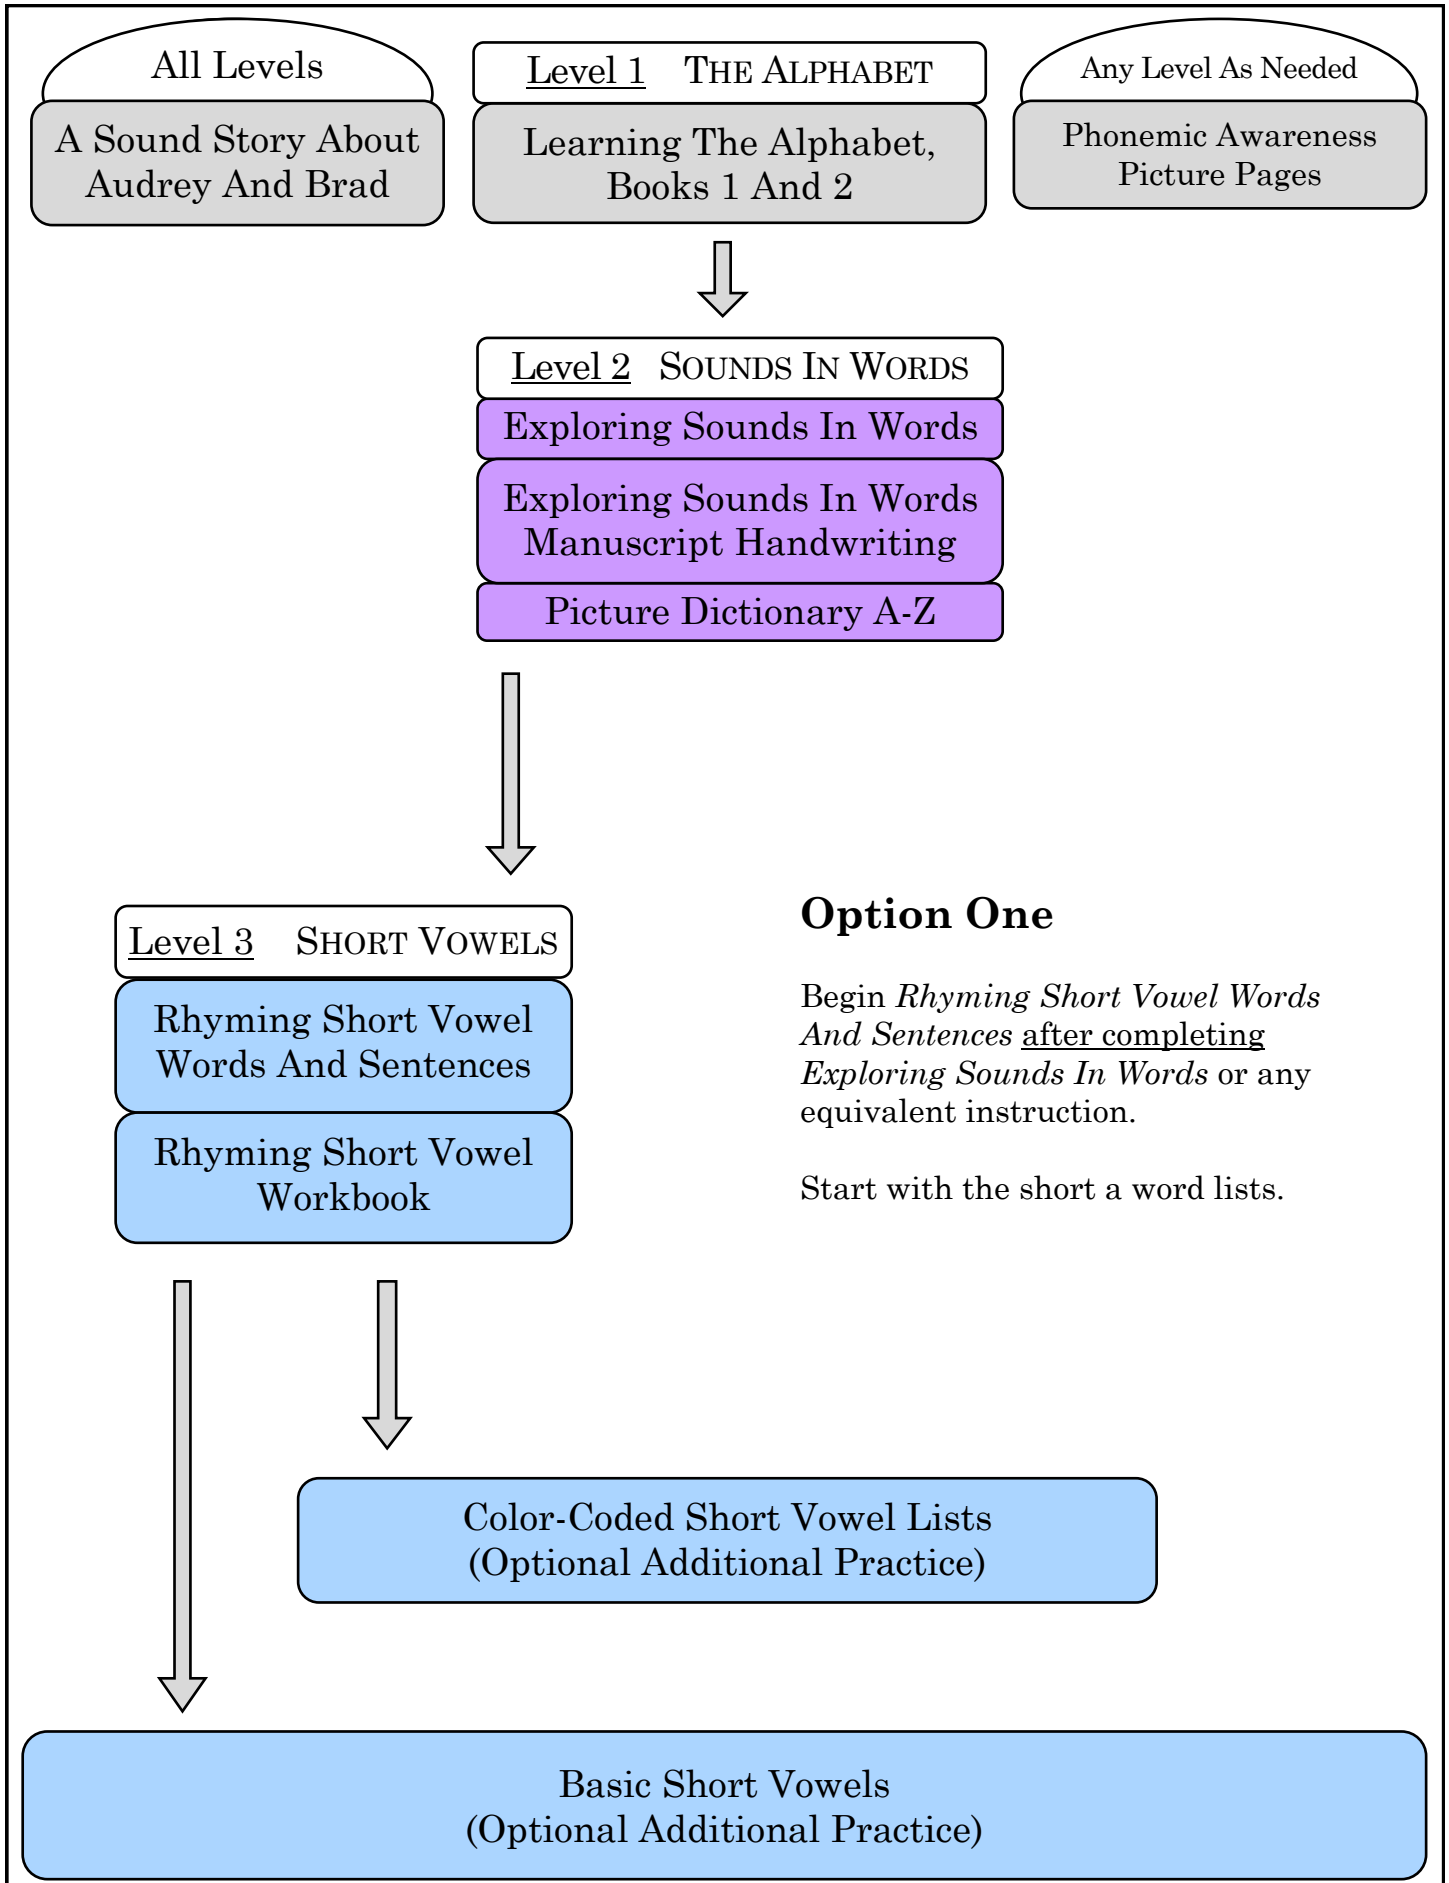 All Levels
A Sound Story About
Audrey And Brad
Level 1 THE ALPHABET
Learning The Alphabet,
Books 1 And 2
Any Level As Needed
Phonemic Awareness
Picture Pages
Level 2 SOUNDS IN WORDS
Exploring Sounds In Words
Exploring Sounds In Words
Manuscript Handwriting
Picture Dictionary A-Z
Level 3 SHORT VOWELS
Rhyming Short Vowel
Words And Sentences
Rhyming Short Vowel
Workbook
Option One
Begin Rhyming Short Vowel Words
And Sentences after completing
Exploring Sounds In Words or any
equivalent instruction.
Start with the short a word lists.
Color-Coded Short Vowel Lists
(Optional Additional Practice)
Basic Short Vowels
(Optional Additional Practice)